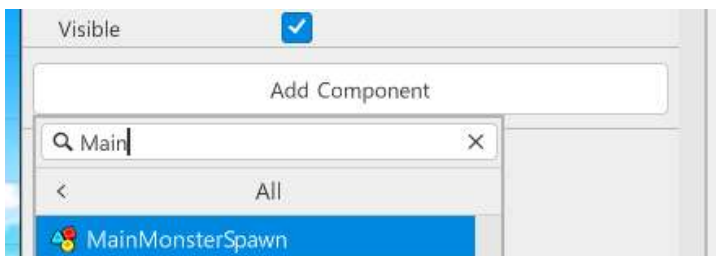 Visible
Add Component
Main
All
MainMonsterSpawn